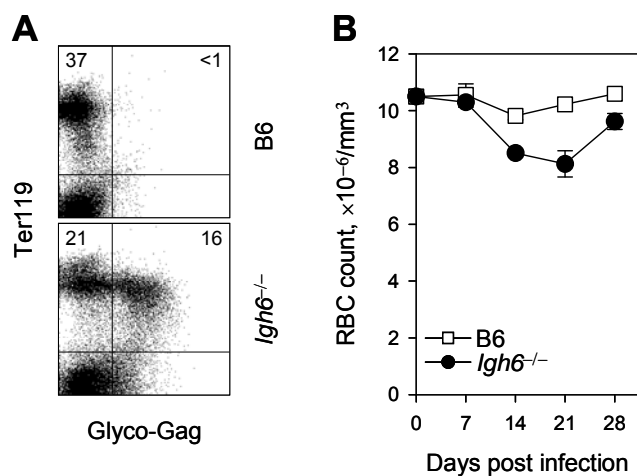 A
37
<1
B6
21
16
Igh6–/–
Ter119
Glyco-Gag
B
RBC count, ×10–6/mm3
12
10
8
6
4
2
0
B6
Igh6–/–
0
7
14
21
28
Days post infection